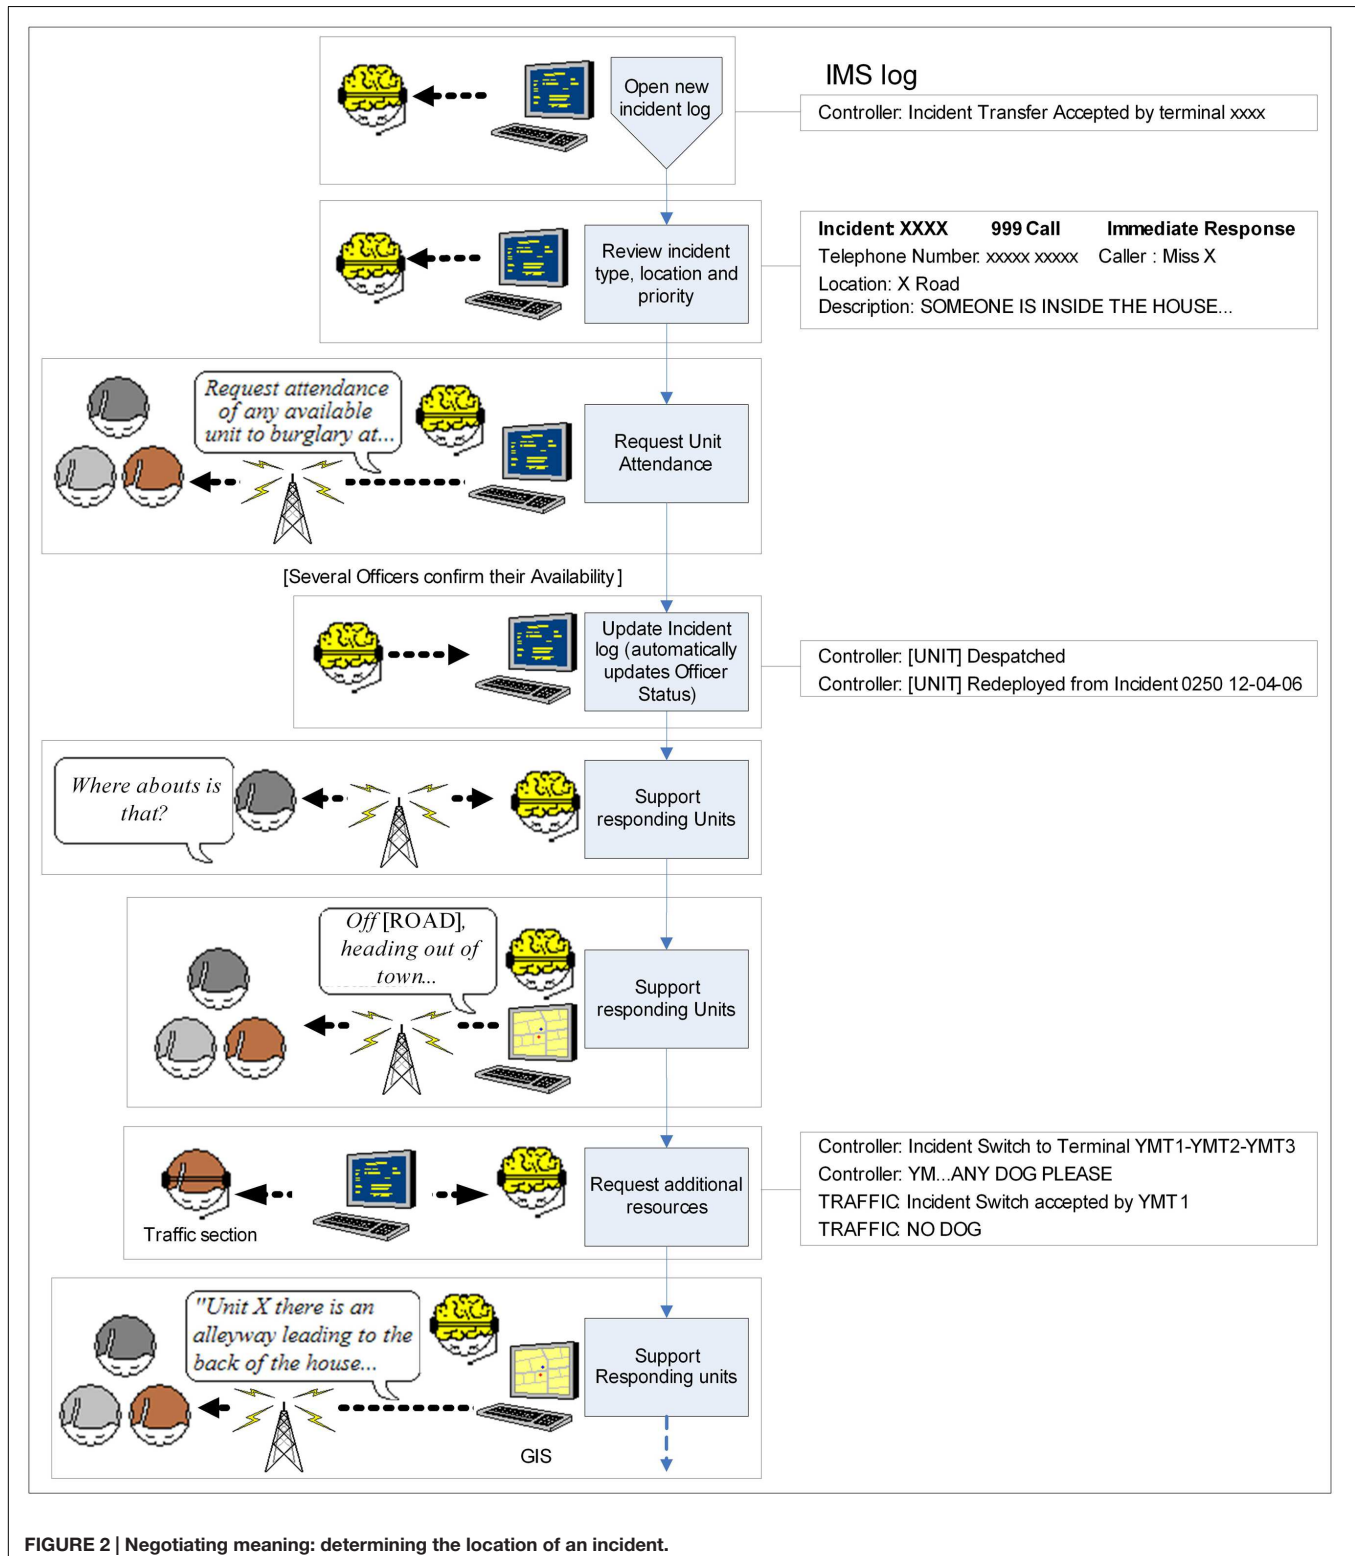 IMS log
Open new
incident log
Controller: Incident Transfer Accepted by terminal xxxx
Review incident
type, location and
priority
Incident: XXXX 999 Call Immediate Response
Telephone Number: xxxxx xxxxx Caller : Miss X
Location: X Road
Description: SOMEONE IS INSIDE THE HOUSE...
Request attendance
of any available
unit to burglary at...
Request Unit
Attendance
[Several Officers confirm their Availability]
Update Incident
log (automatically
updates Officer
Status)
Controller: [UNIT] Despatched
Controller: [UNIT] Redeployed from Incident 0250 12-04-06
Where abouts is
that?
Support
responding Units
Off [ROAD],
heading out of
town...
Support
responding Units
Traffic section
Request additional
resources
Controller: Incident Switch to Terminal YMT1-YMT2-YMT3
Controller: YM...ANY DOG PLEASE
TRAFFIC: Incident Switch accepted by YMT1
TRAFFIC: NO DOG
"Unit X there is an
alleyway leading to the
back of the house...
Support
Responding units
GIS
FIGURE 2 | Negotiating meaning: determining the location of an incident.